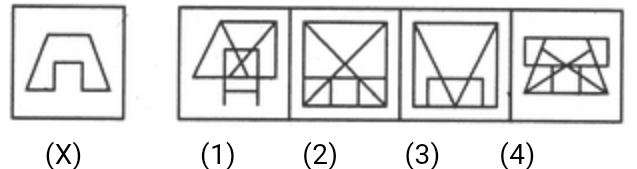 (X) (1) (2) (3) (4)